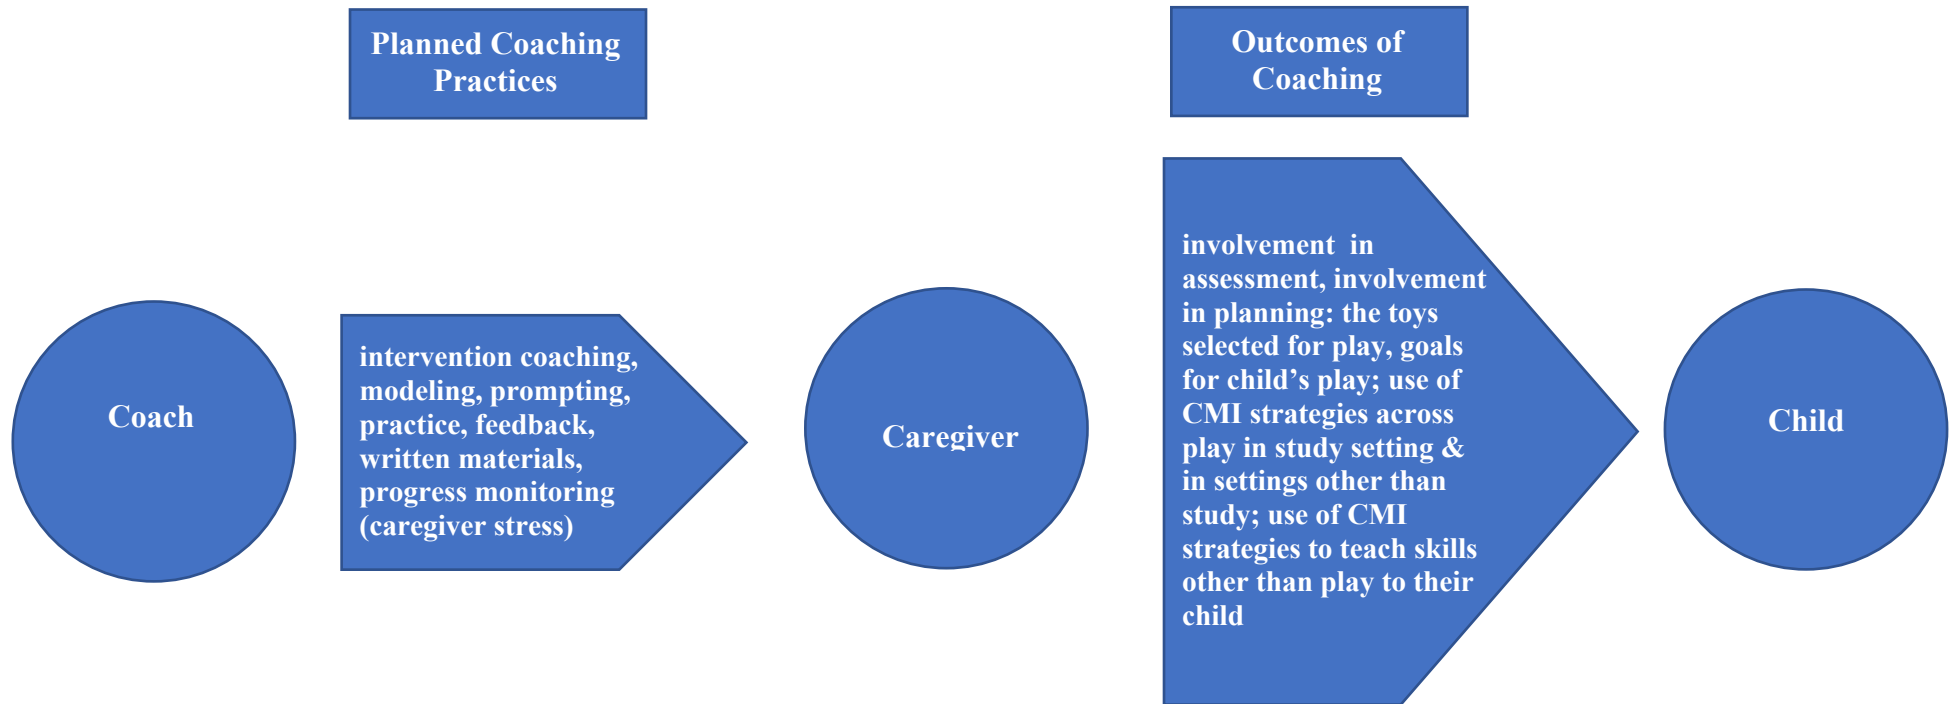 Planned Coaching
Practices
Outcomes of
Coaching
Coach
intervention coaching,
modeling, prompting,
practice, feedback,
written materials,
progress monitoring
(caregiver stress)
Caregiver
involvement  in
assessment, involvement
in planning: the toys
selected for play, goals
for child’s play; use of
CMI strategies across
play in study setting &
in settings other than
study; use of CMI
strategies to teach skills
other than play to their
child
Child